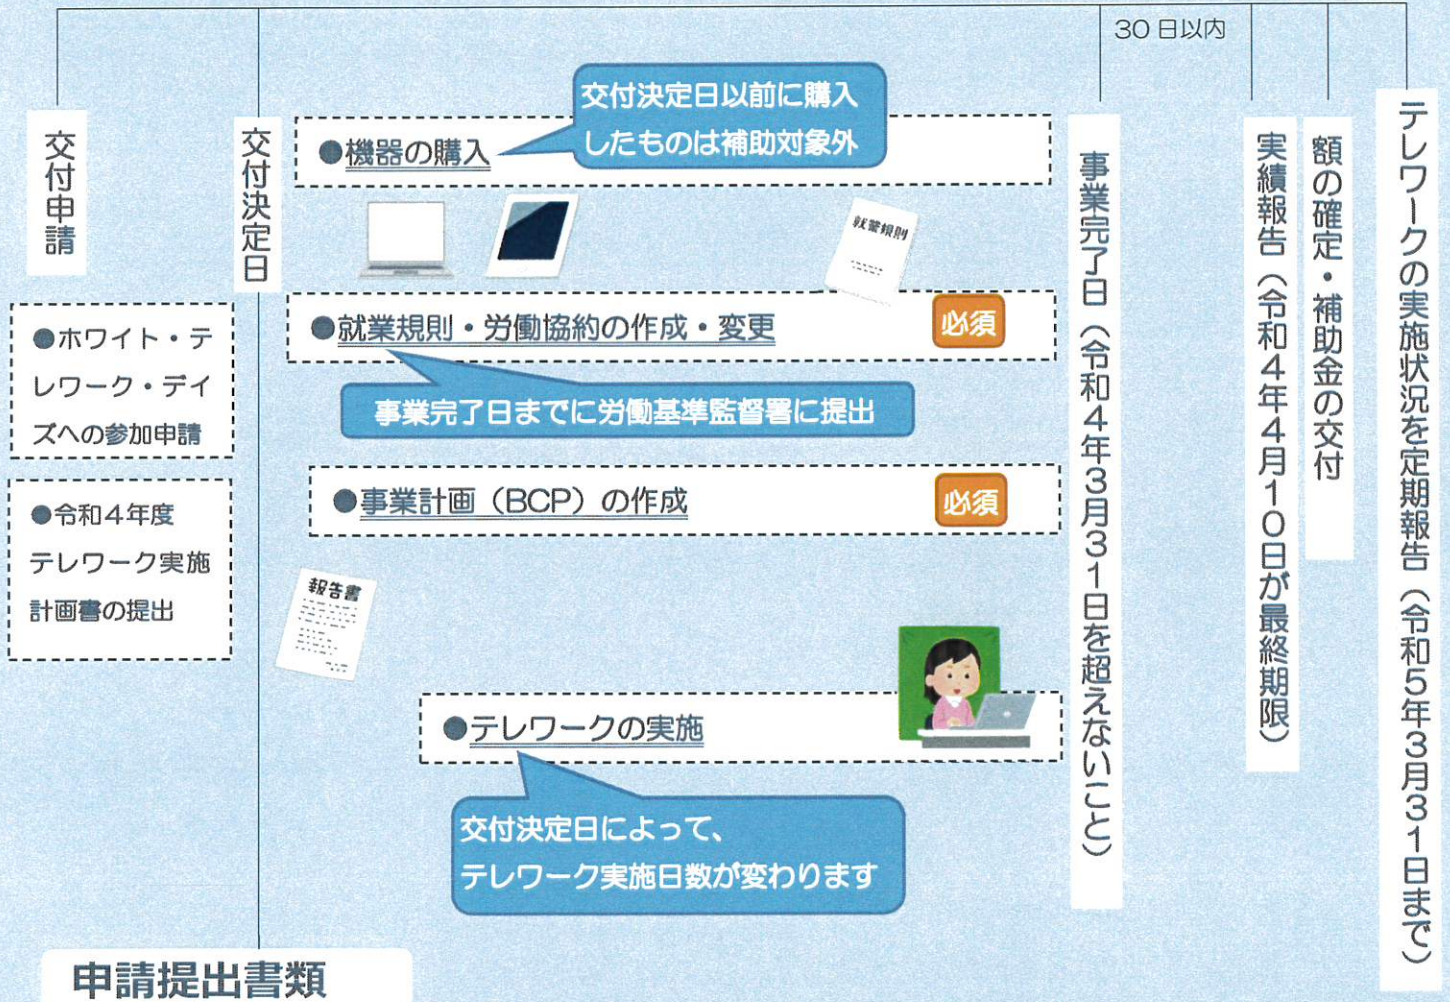 30日以内
交付申請
●ホワイト・テ
レワーク・デイ
ズへの参加申請
●令和４年度
テレワーク実施
計画書の提出
交付決定日
●機器の購入
交付決定日以前に購入
したものは補助対象外
就業規則
●就業規則・労働協約の作成・変更
必須
事業完了日までに労働基準監督署に提出
●事業計画（BCP）の作成
必須
報告書
●テレワークの実施
交付決定日によって、
テレワーク実施日数が変わります
事業完了日（令和４年３月３１日を超えないこと）
実績報告（令和４年４月１０日が最終期限）
額の確定・補助金の交付
テレワークの実施状況を定期報告（令和５年３月３１日まで）
申請提出書類